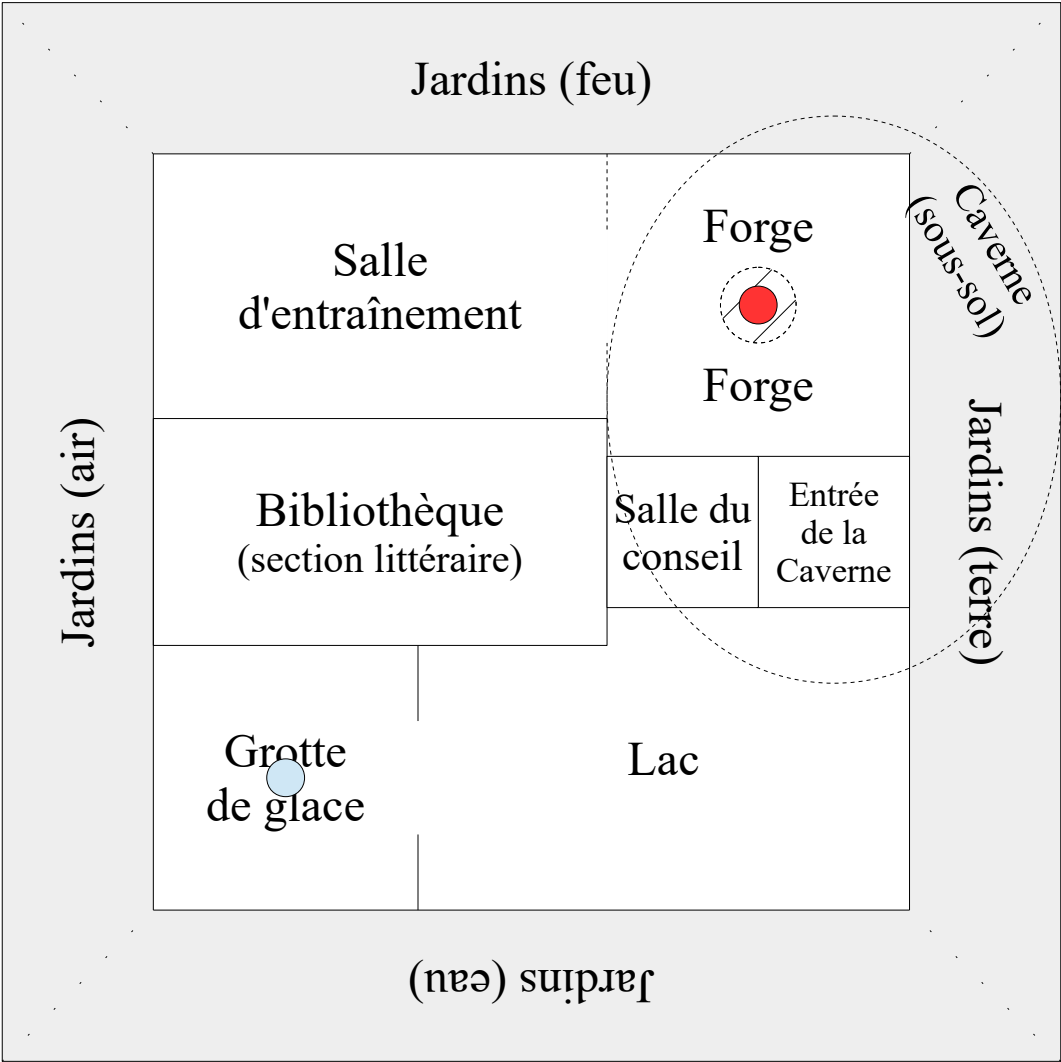 Jardins (feu)
Caverne
(sous-sol)
Salle
d'entraînement
Forge
Forge
Jardins (air)
Bibliothèque
(section littéraire)
Salle du
conseil
Entrée
de la
Caverne
Jardins (terre)
Grotte
de glace
Lac
Jardins (eau)